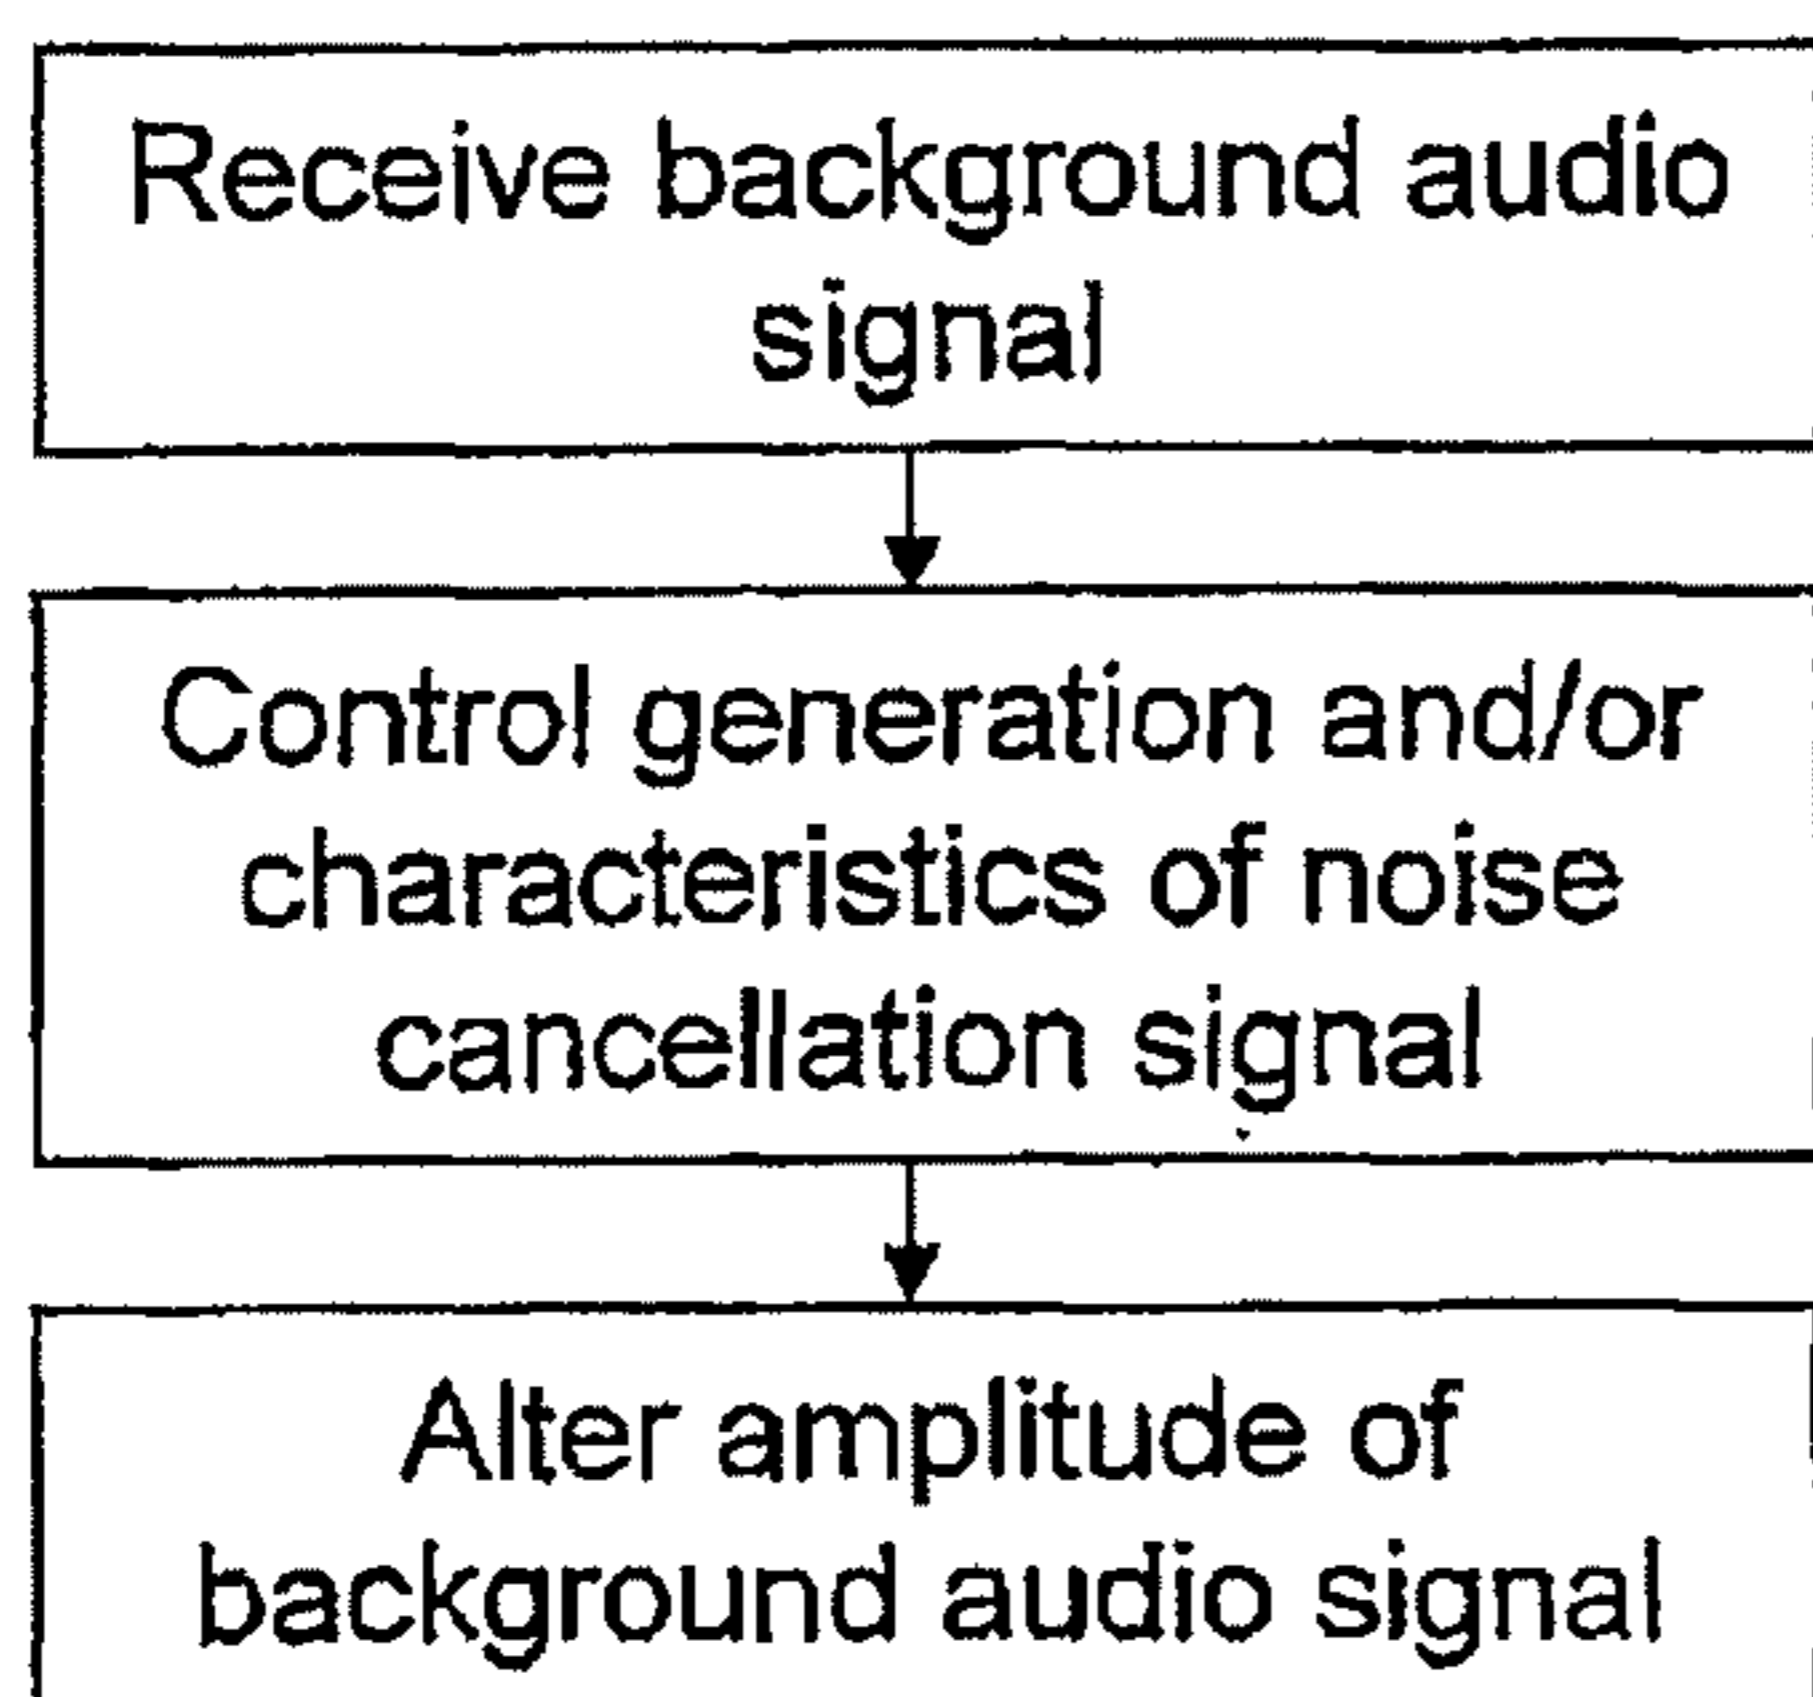 Receive background audio
signal
Control generation and/or
characteristics of noise
cancellation signal
Alter amplitude of
background audio signal